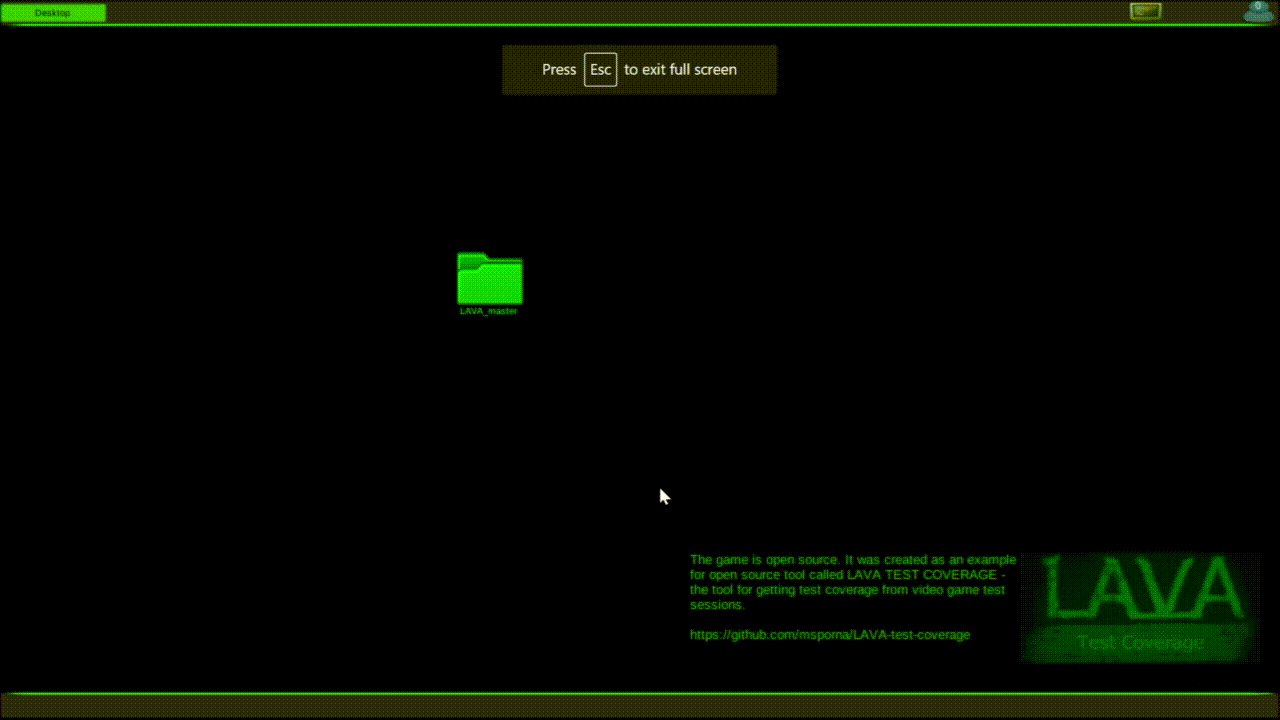 Desktop
0
Press Esc to exit full screen
LAVA_master
The game is open source. It was created as an example
for open source tool called LAVA TEST COVERAGE -
the tool for getting test coverage from video game test
sessions.
https://github.com/msporna/LAVA-test-coverage
LAVA
Test Coverage